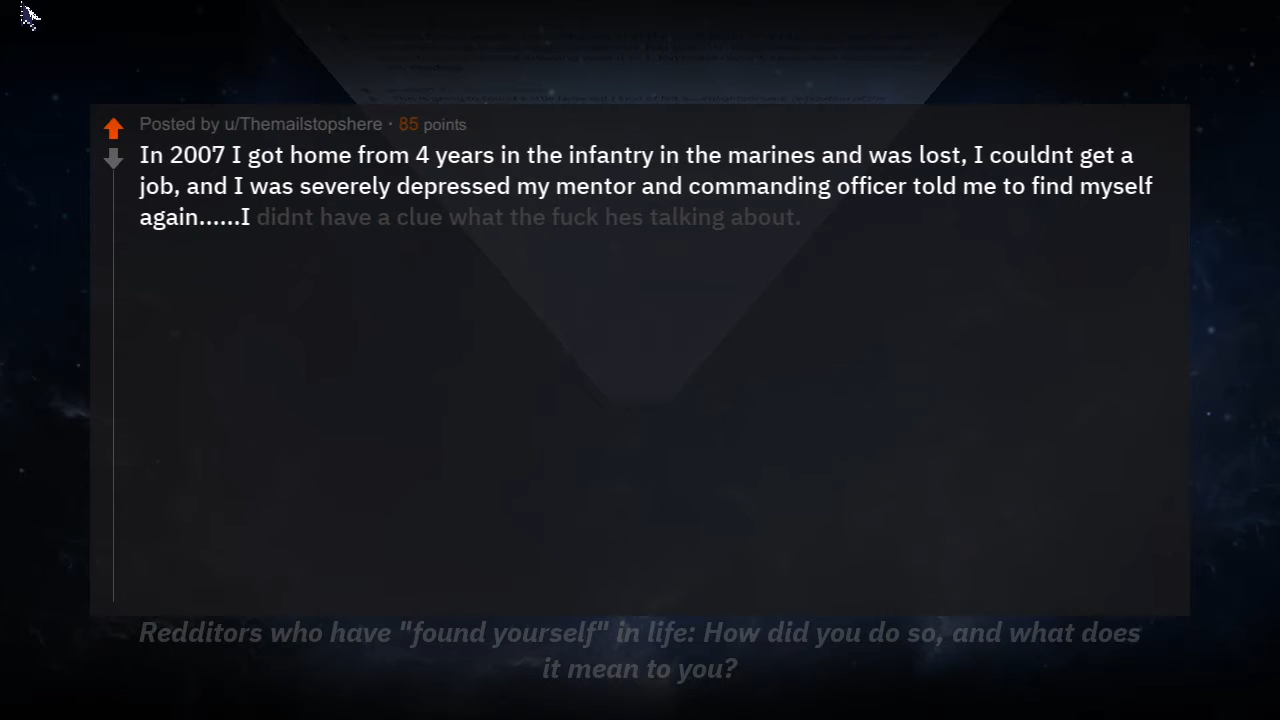 Posted by u/Themailstopshere · 85 points
In 2007 I got home from 4 years in the infantry in the marines and was lost, I couldnt get a
job, and I was severely depressed my mentor and commanding officer told me to find myself
again......I didnt have a clue what the fuck hes talking about.
Redditors who have "found yourself" in life: How did you do so, and what does
it mean to you?